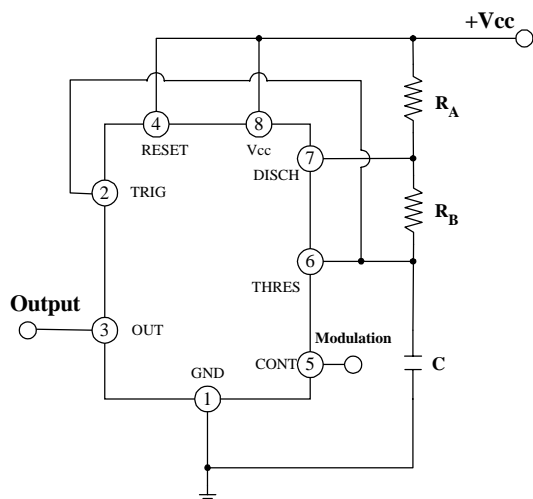 +Vcc
R_A
4
8
RESET
Vcc
7
DISCH
2
TRIG
R_B
6
THRES
Output
3
OUT
Modulation
GND
CONT
5
C
1